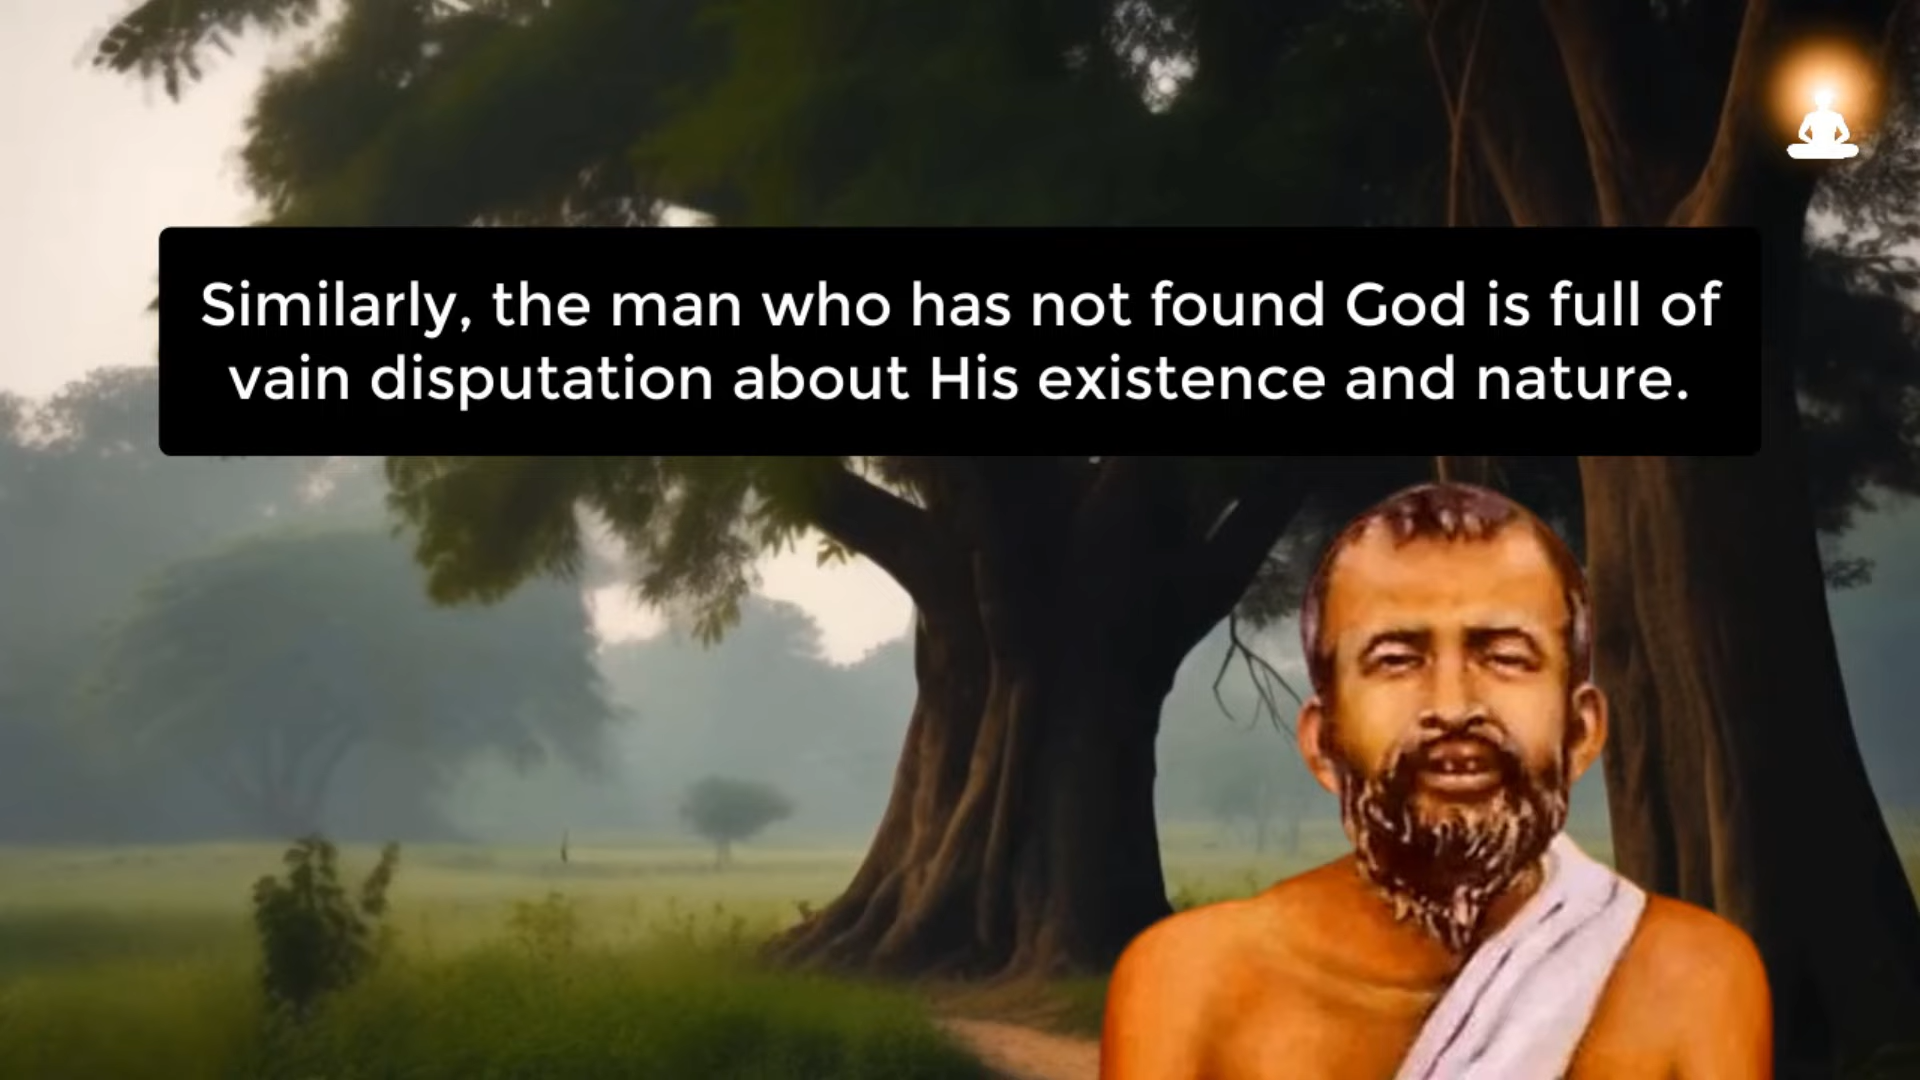 Similarly, the man who has not found God is full of
vain disputation about His existence and nature.